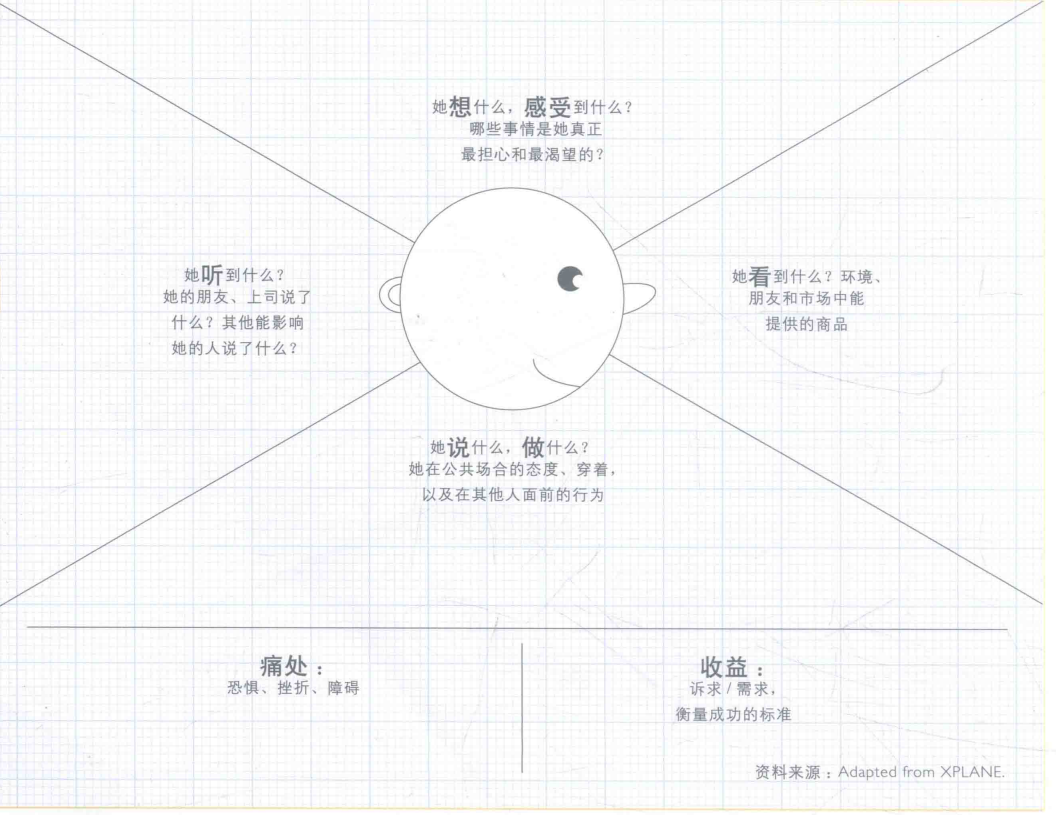 她想什么，感受到什么？
哪些事情是她真正
最担心和最渴望的？
她听到什么？
她的朋友、上司说了
什么？其他能影响
她的人说了什么？
她看到什么？环境、
朋友和市场中能
提供的商品
她说什么，做什么？
她在公共场合的态度、穿着，
以及在其他人面前的行为
痛处：
恐惧、挫折、障碍
收益：
诉求/需求，
衡量成功的标准
资料来源：Adapted from XPLANE.